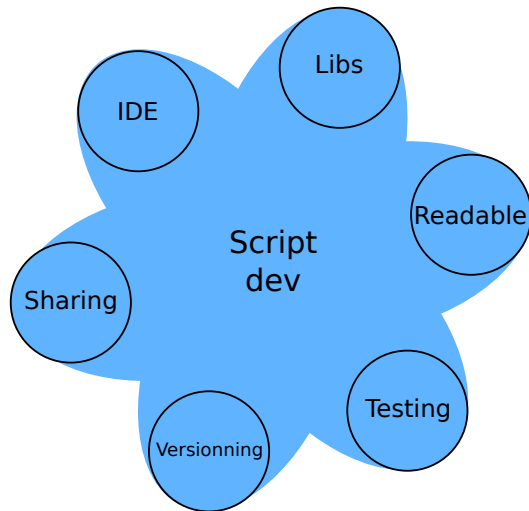 Libs
IDE
Readable
Script
dev
Sharing
Testing
Versionning